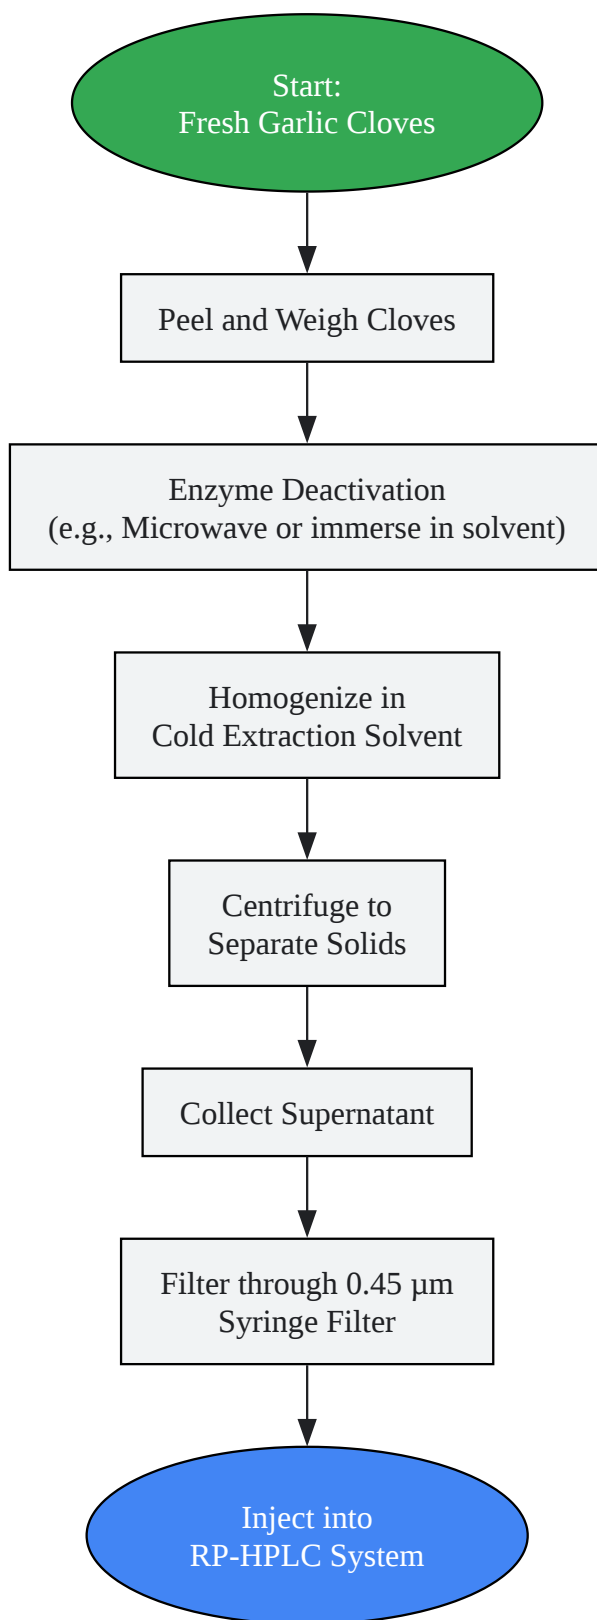 Start:
Fresh Garlic Cloves
Peel and Weigh Cloves
Enzyme Deactivation
(e.g., Microwave or immerse in solvent)
Homogenize in
Cold Extraction Solvent
Centrifuge to
Separate Solids
Collect Supernatant
Filter through 0.45 µm
Syringe Filter
Inject into
RP-HPLC System